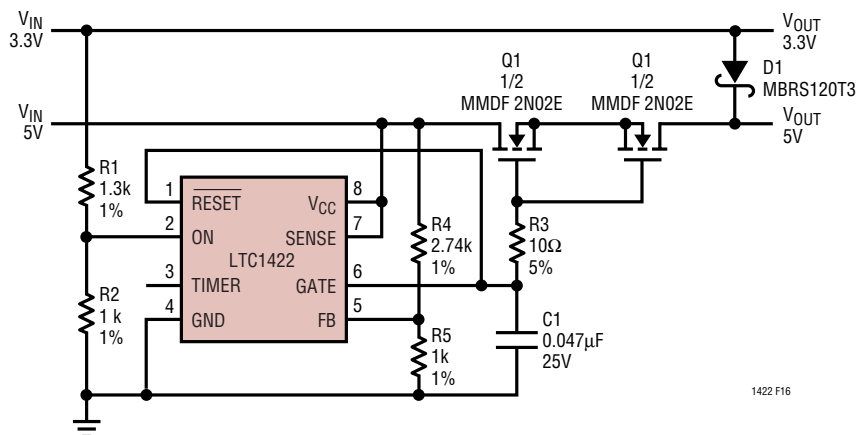 VIN
3.3V
VOUT
3.3V
Q1
1/2
MMDF 2N02E
Q1
1/2
MMDF 2N02E
D1
MBRS120T3
VIN
5V
VOUT
5V
R1
1.3k
1%
1
RESET
VCC
8
2
ON
SENSE
7
LTC1422
3
TIMER
GATE
6
4
GND
FB
5
R4
2.74k
1%
R3
10Ω
5%
R2
1 k
1%
R5
1k
1%
C1
0.047µF
25V
1422 F16